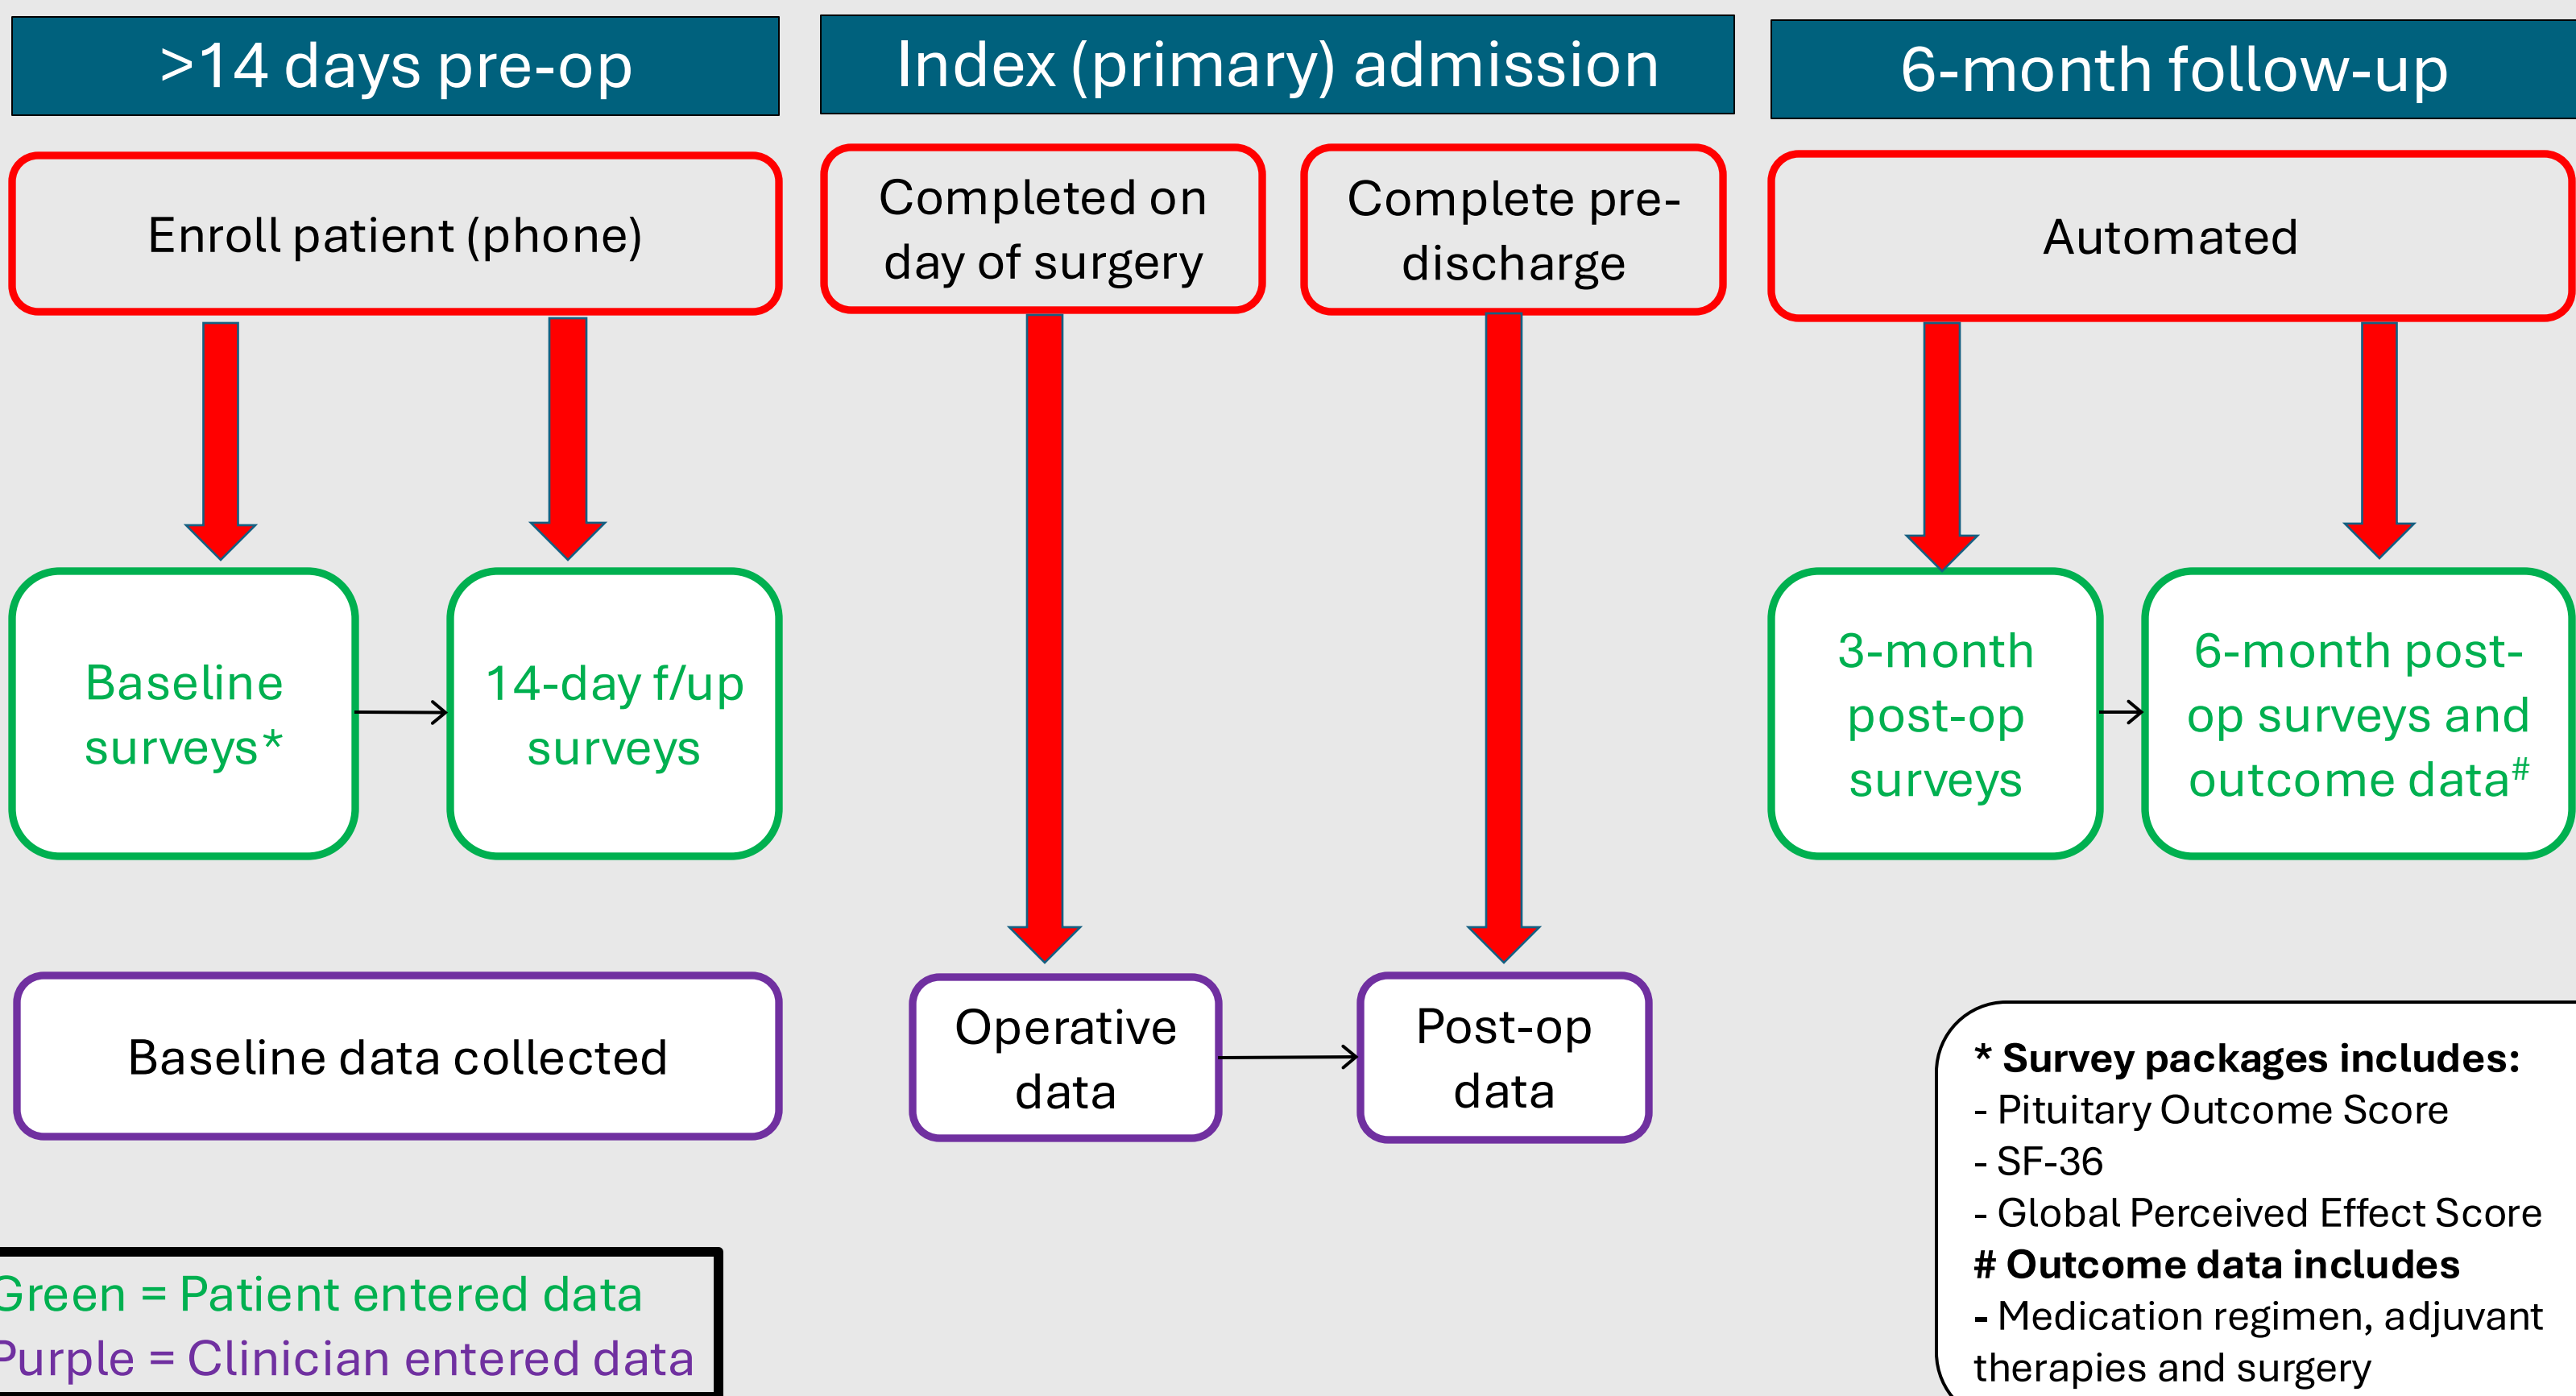 >14 days pre-op
Index (primary) admission
6-month follow-up
Enroll patient (phone)
Completed on
day of surgery
Complete pre-
discharge
Automated
Baseline
surveys*
14-day f/up
surveys
3-month
post-op
surveys
6-month post-
op surveys and
outcome data#
Baseline data collected
Operative
data
Post-op
data
* Survey packages includes:
- Pituitary Outcome Score
- SF-36
- Global Perceived Effect Score
# Outcome data includes
- Medication regimen, adjuvant
therapies and surgery
Green = Patient entered data
Purple = Clinician entered data